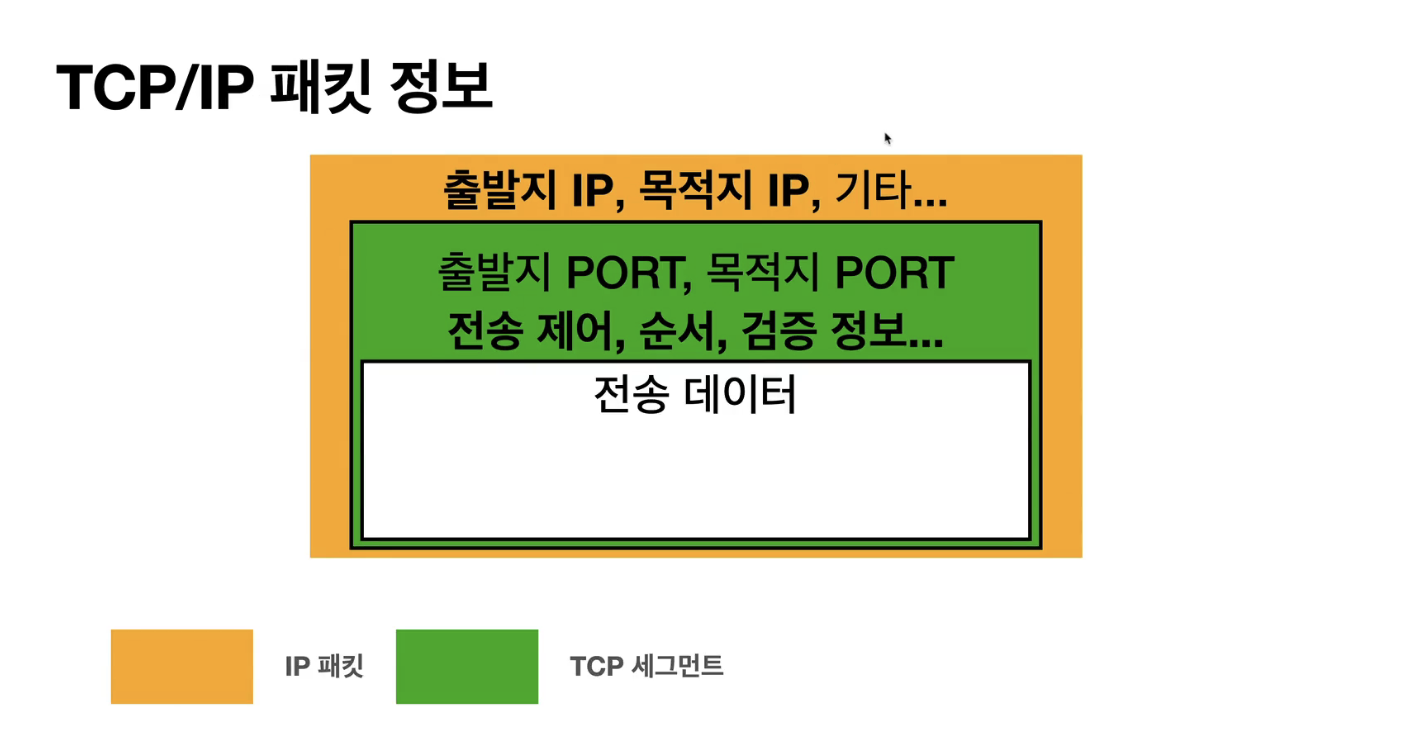 TCP/IP 패킷 정보
출발지 IP, 목적지 IP, 기타...
출발지 PORT, 목적지 PORT
전송 제어, 순서, 검증 정보...
전송 데이터
IP 패킷
TCP 세그먼트